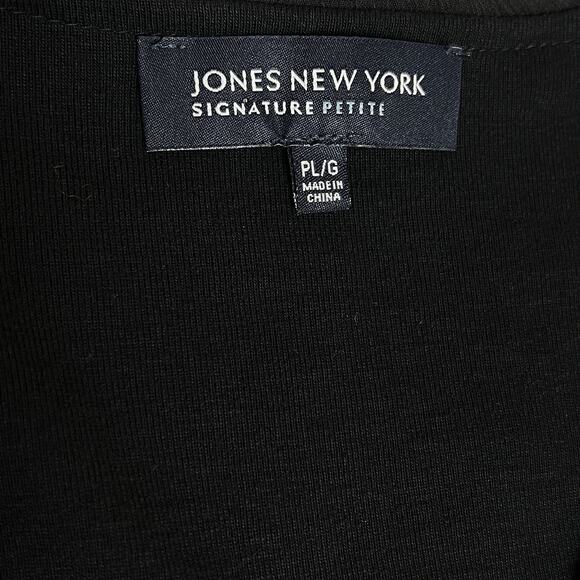 JONES NEW YORK
SIGNATURE PETITE
PL/G
MADE IN
CHINA